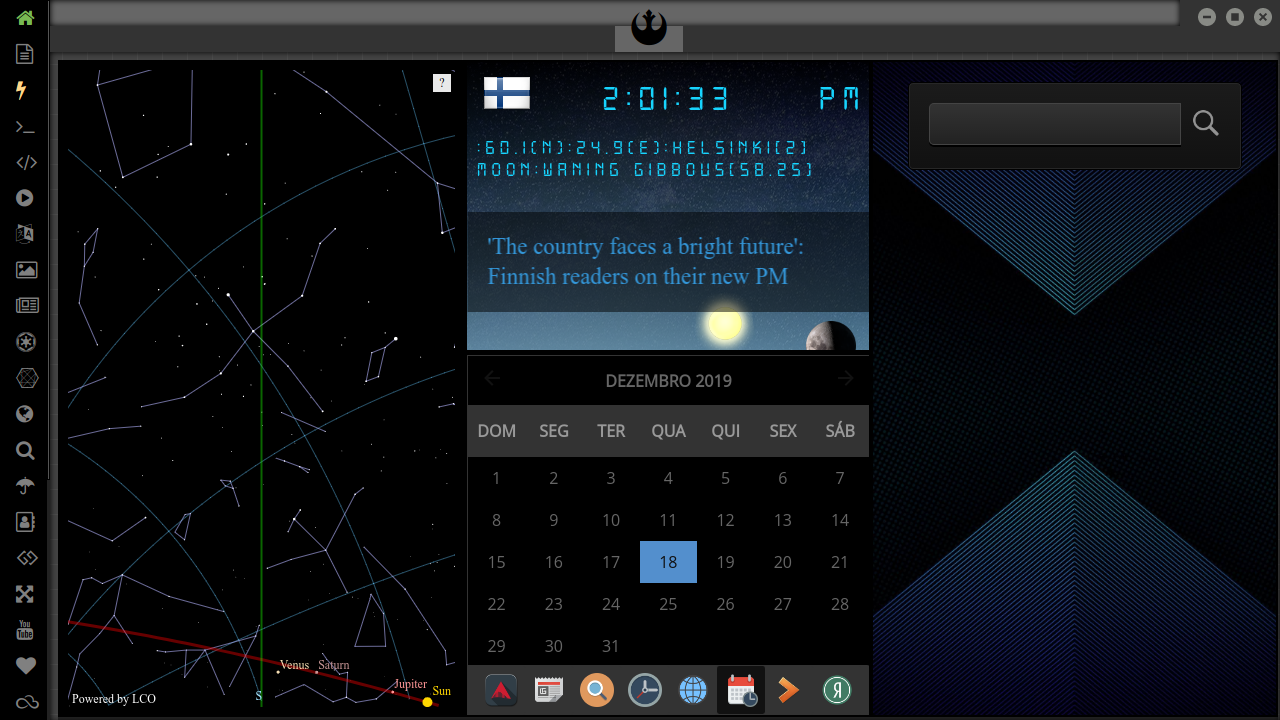 ?
Venus
Saturn
Jupiter
Sun
S
Powered by LCO
2:01:33 PM
:60.1(N):24.9(E):HELSINKI(2)
MOON:WANING GIBBOUS(58.25)
'The country faces a bright future':
Finnish readers on their new PM
DEZEMBRO 2019
DOM SEG TER QUA QUI SEX SÁB
1 2 3 4 5 6 7
8 9 10 11 12 13 14
15 16 17 18 19 20 21
22 23 24 25 26 27 28
29 30 31
You
Tube